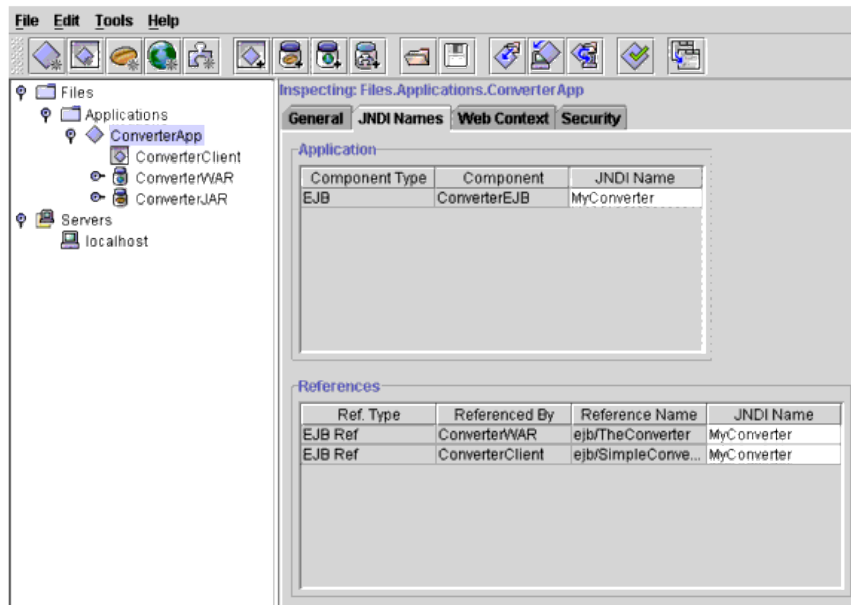 File Edit Tools Help
Files
Applications
ConverterApp
ConverterClient
ConverterWAR
ConverterJAR
Servers
localhost
Inspecting: Files.Applications.ConverterApp
General JNDI Names Web Context Security
Application
Component Type Component JNDI Name
EJB ConverterEJB MyConverter
References
Ref. Type Referenced By Reference Name JNDI Name
EJB Ref ConverterWAR ejb/TheConverter MyConverter
EJB Ref ConverterClient ejb/SimpleConve... MyConverter